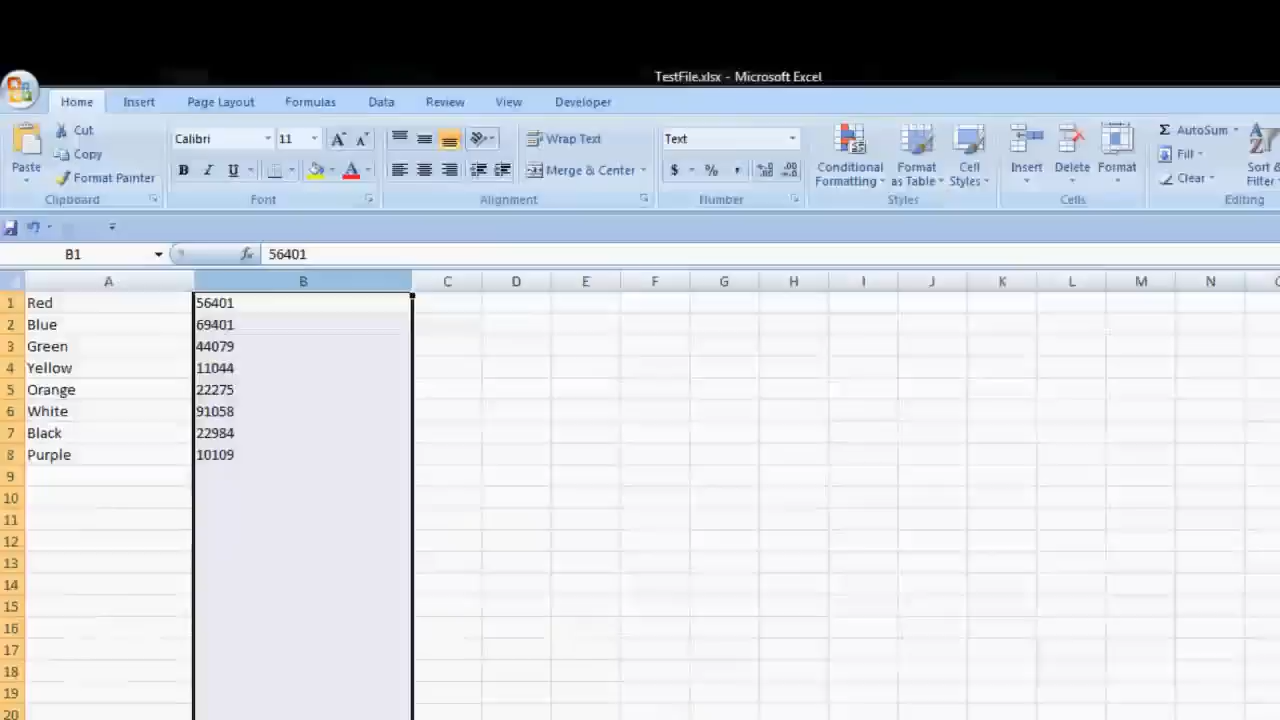 TestFile.xlsx - Microsoft Excel
Home Insert Page Layout Formulas Data Review View Developer
Cut
Copy
Format Painter
Paste
Clipboard
Calibri 11
B I U
Font
Wrap Text
Merge & Center
Alignment
Text
$ % ,
Number
Conditional Formatting
Format as Table
Cell Styles
Styles
Insert Delete Format
Cells
Σ AutoSum
Fill
Clear
Sort &
Filter
Editing
B1 fx 56401
A B C D E F G H I J K L M N
1 Red 56401
2 Blue 69401
3 Green 44079
4 Yellow 11044
5 Orange 22275
6 White 91058
7 Black 22984
8 Purple 10109
9
10
11
12
13
14
15
16
17
18
19
20